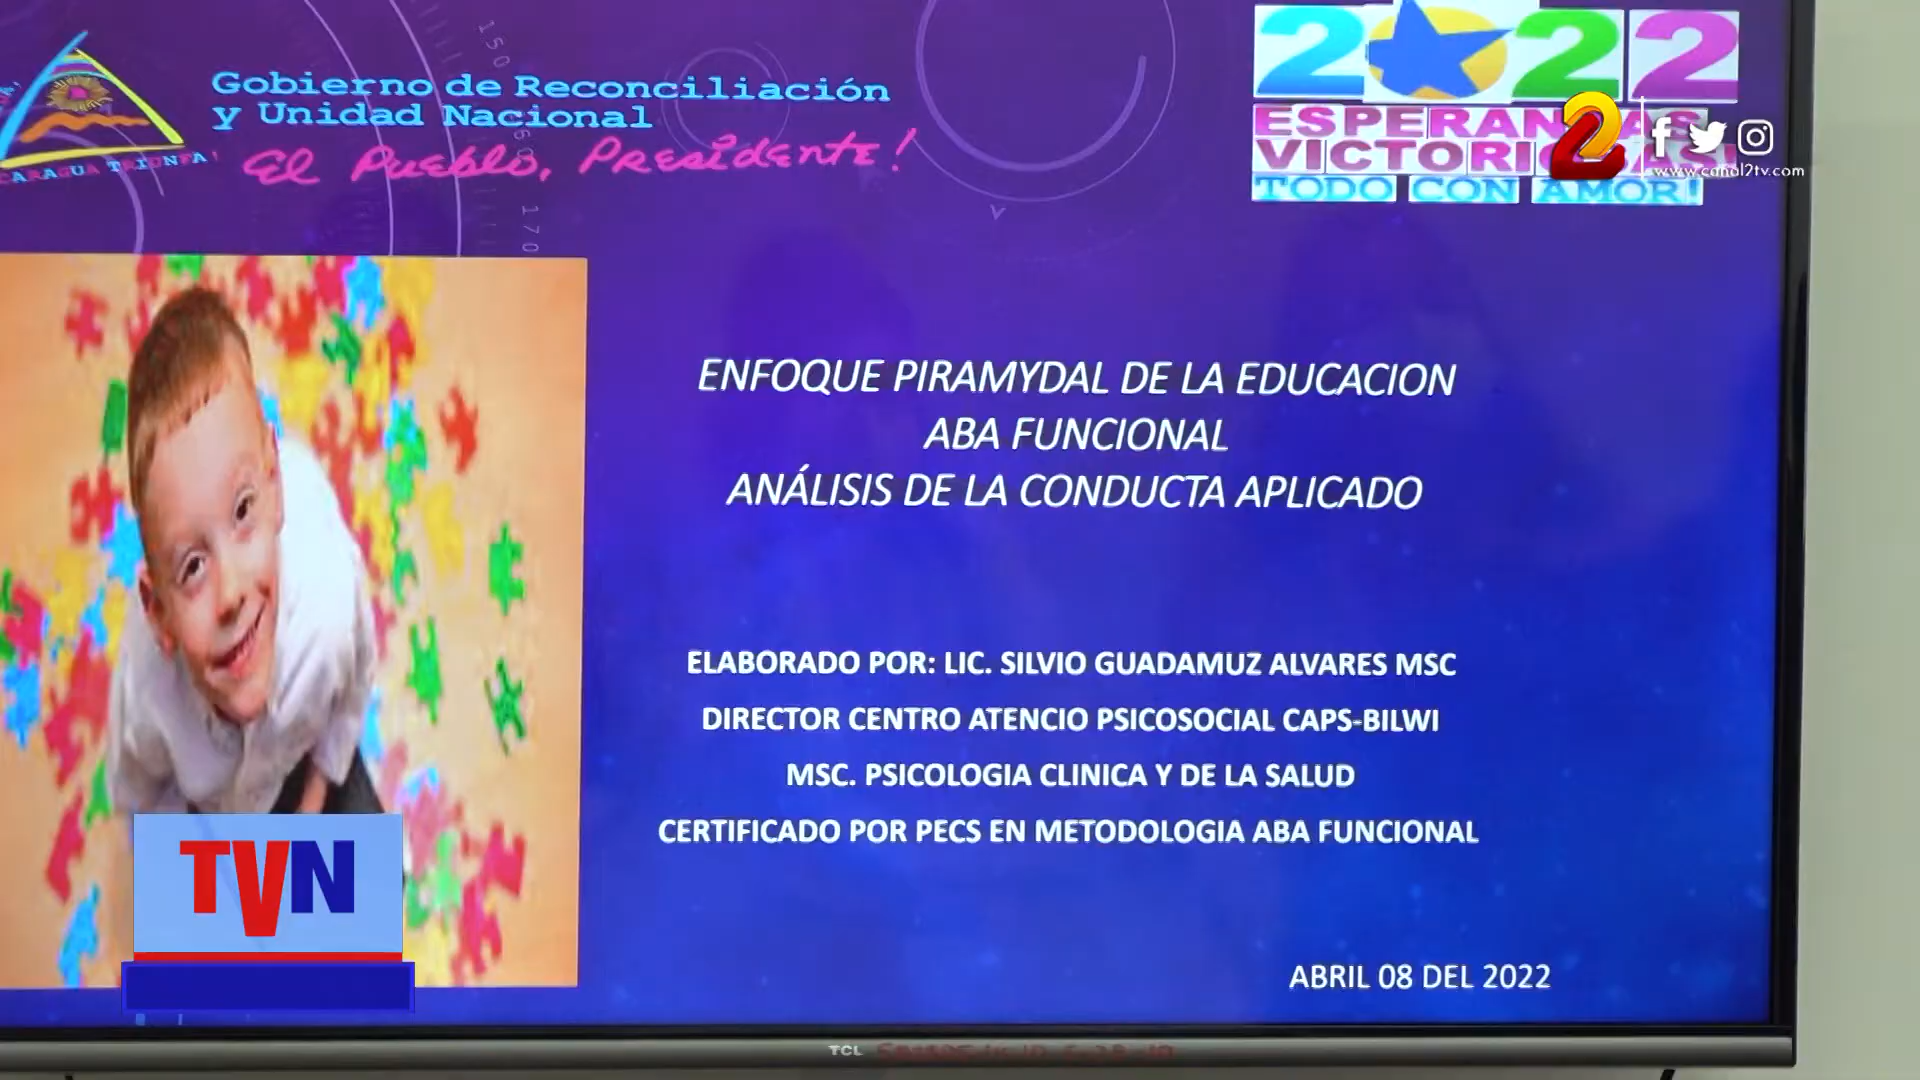 Gobierno de Reconciliación
y Unidad Nacional
El Pueblo, Presidente!
2022
ESPERANZAS
VICTORIOSAS!
TODO CON AMOR!
2
www.canal2tv.com
ENFOQUE PIRAMYDAL DE LA EDUCACION
ABA FUNCIONAL
ANÁLISIS DE LA CONDUCTA APLICADO
ELABORADO POR: LIC. SILVIO GUADAMUZ ALVARES MSC
DIRECTOR CENTRO ATENCIO PSICOSOCIAL CAPS-BILWI
MSC. PSICOLOGIA CLINICA Y DE LA SALUD
CERTIFICADO POR PECS EN METODOLOGIA ABA FUNCIONAL
ABRIL 08 DEL 2022
TVN
TCL